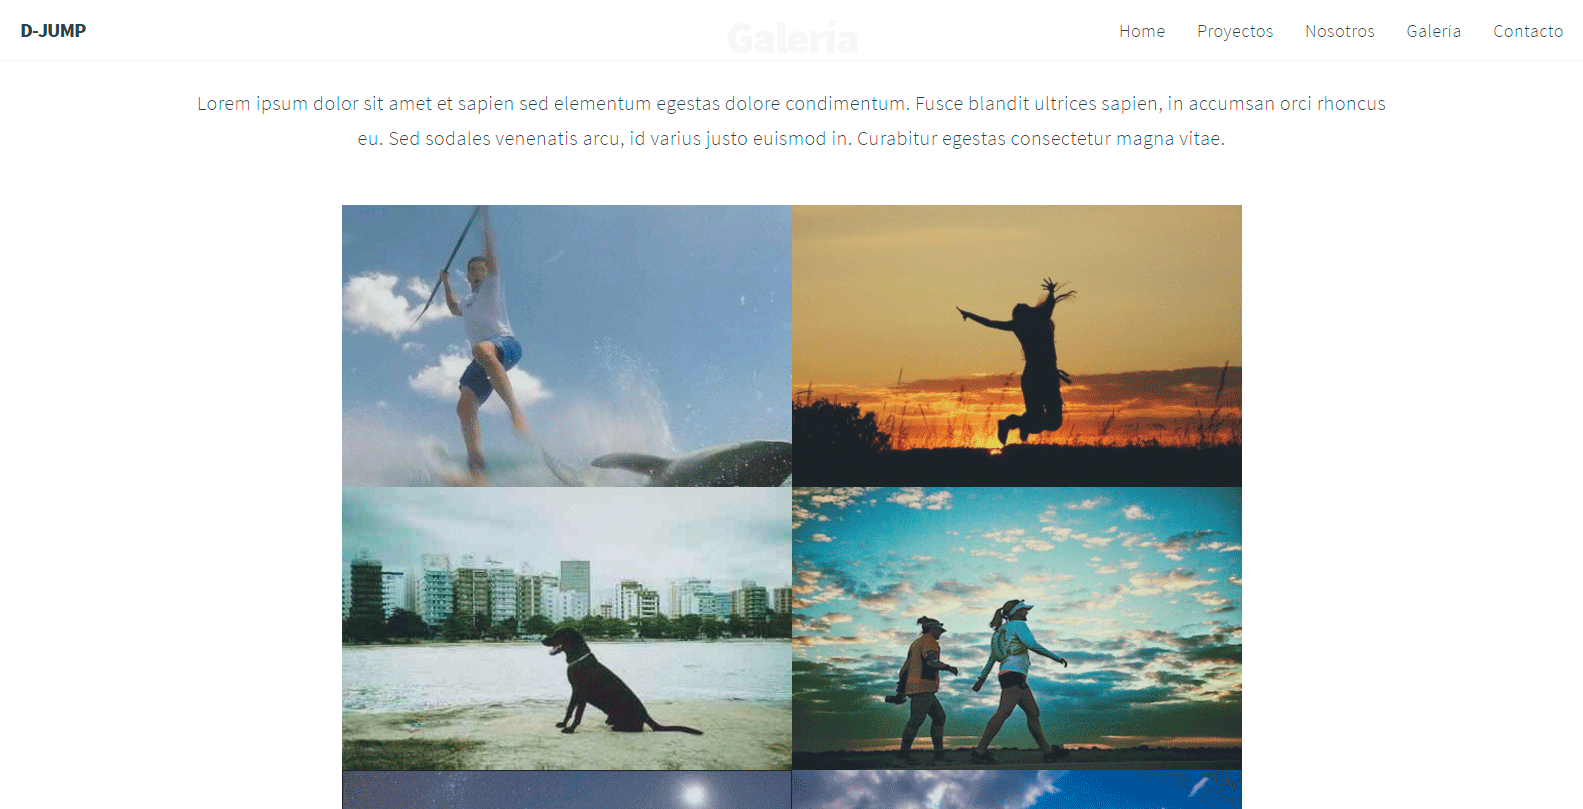 D-JUMP
Galería
Home Proyectos Nosotros Galería Contacto
Lorem ipsum dolor sit amet et sapien sed elementum egestas dolore condimentum. Fusce blandit ultrices sapien, in accumsan orci rhoncus
eu. Sed sodales venenatis arcu, id varius justo euismod in. Curabitur egestas consectetur magna vitae.